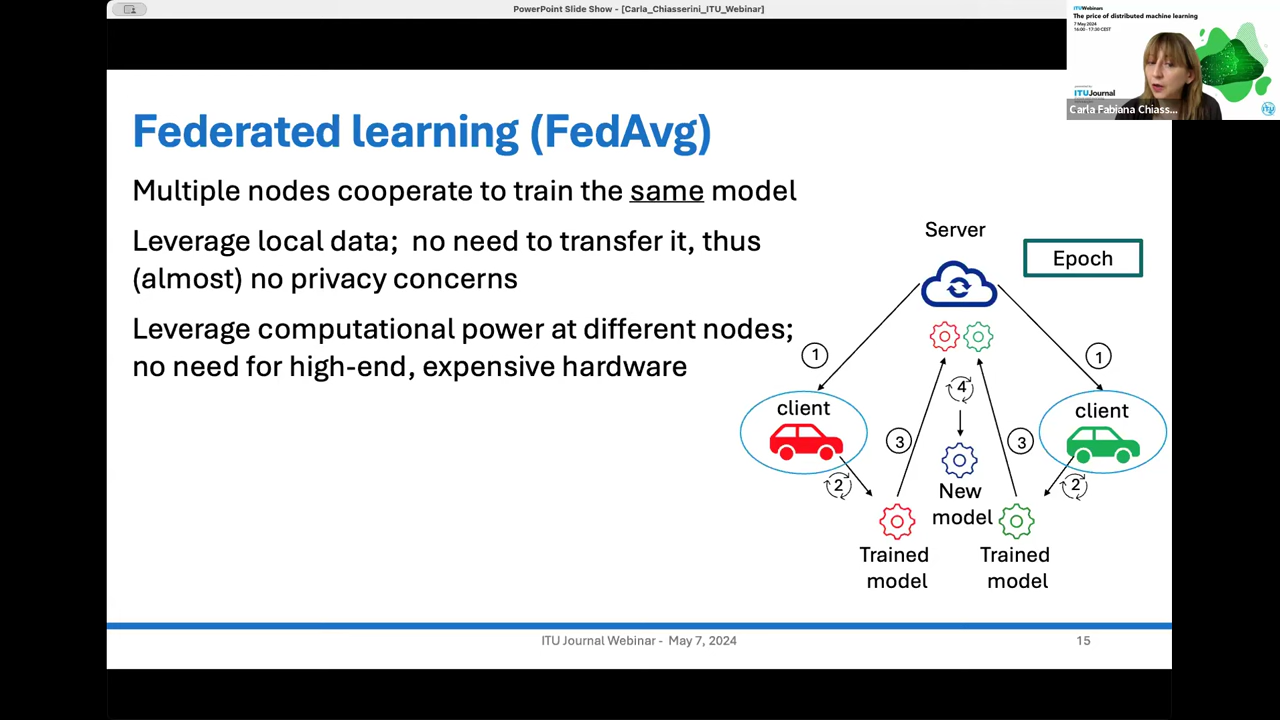 PowerPoint Slide Show - [Carla_Chiasserini_ITU_Webinar]
ITUWebinars
The price of distributed machine learning
7 May 2024
16:00 - 17:30 CEST
ITUJournal
Carla Fabiana Chiass...
Federated learning (FedAvg)
Multiple nodes cooperate to train the same model
Leverage local data; no need to transfer it, thus
(almost) no privacy concerns
Leverage computational power at different nodes;
no need for high-end, expensive hardware
Server
Epoch
1
1
4
client
client
3
3
2
2
New
model
Trained
model
Trained
model
ITU Journal Webinar - May 7, 2024
15